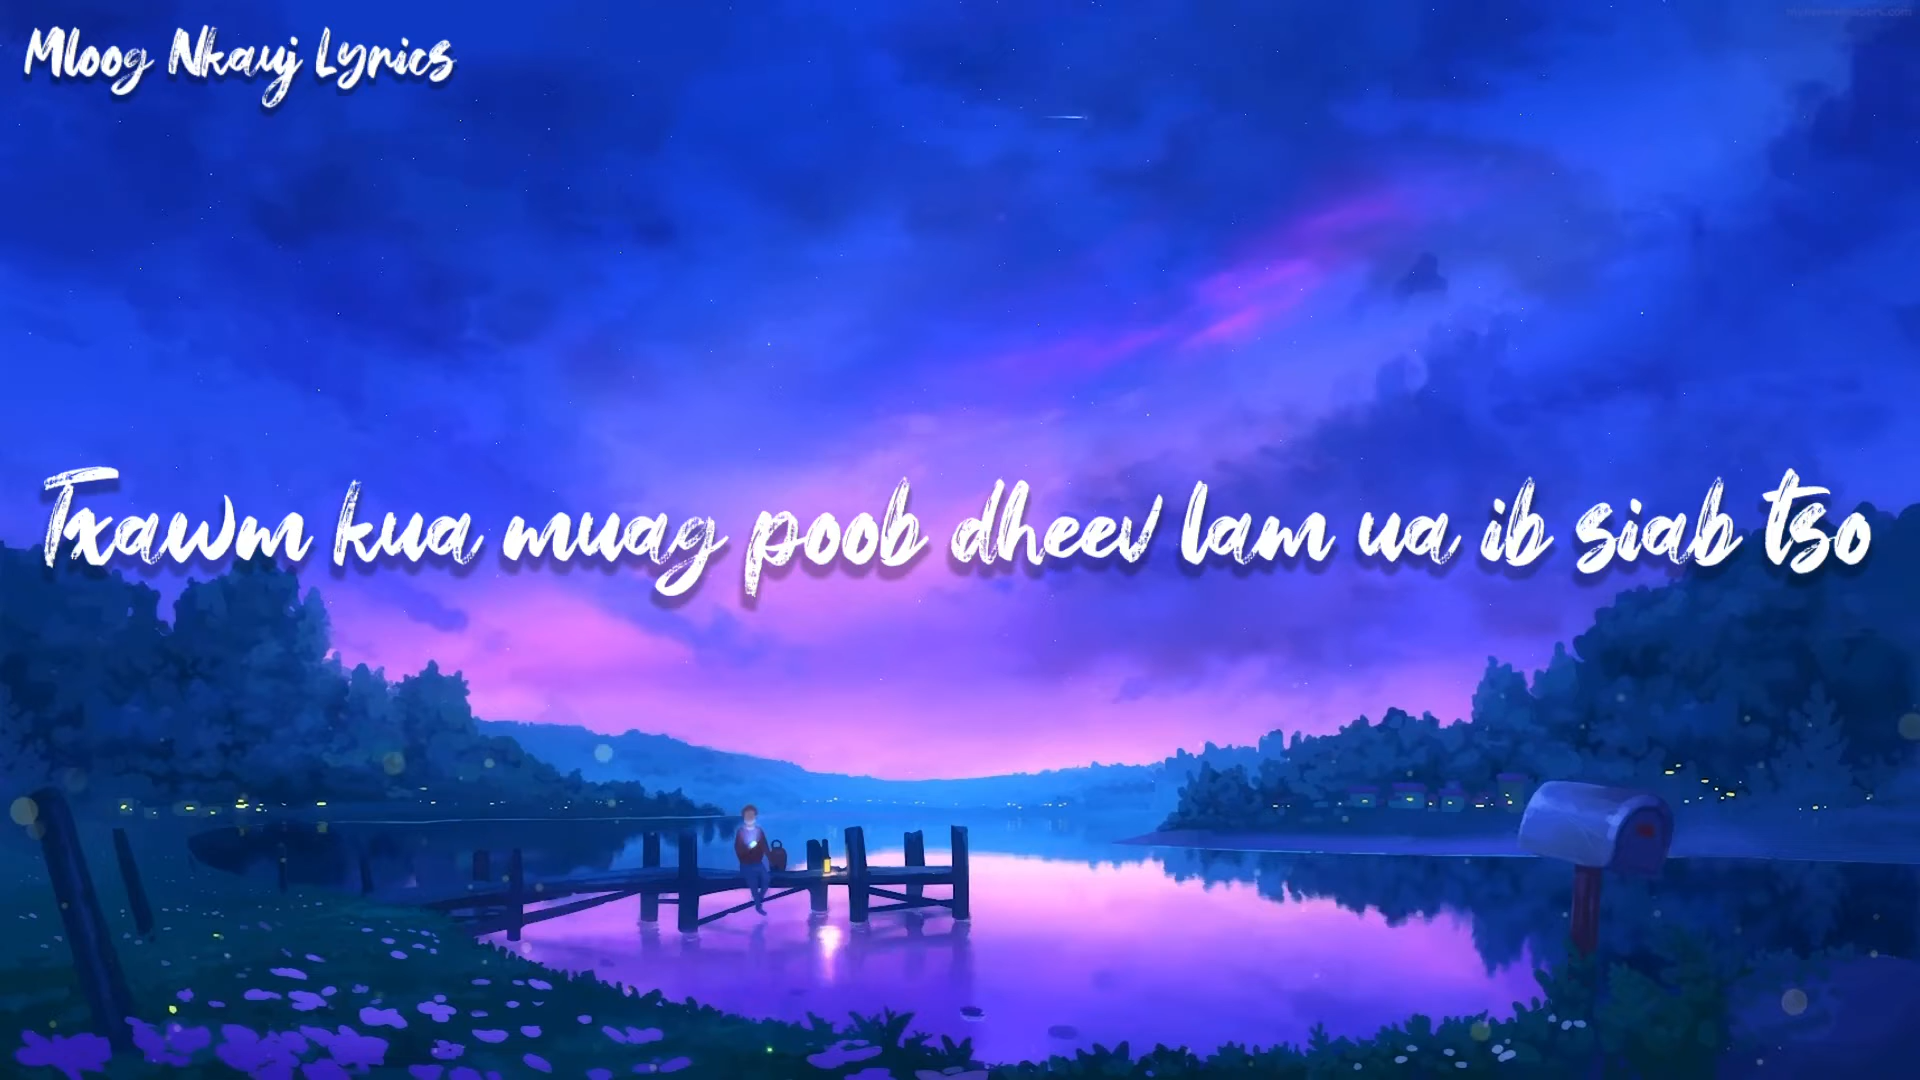 Mloog Nkauj Lyrics
Txawm kua muag poob dheev lam ua ib siab tso